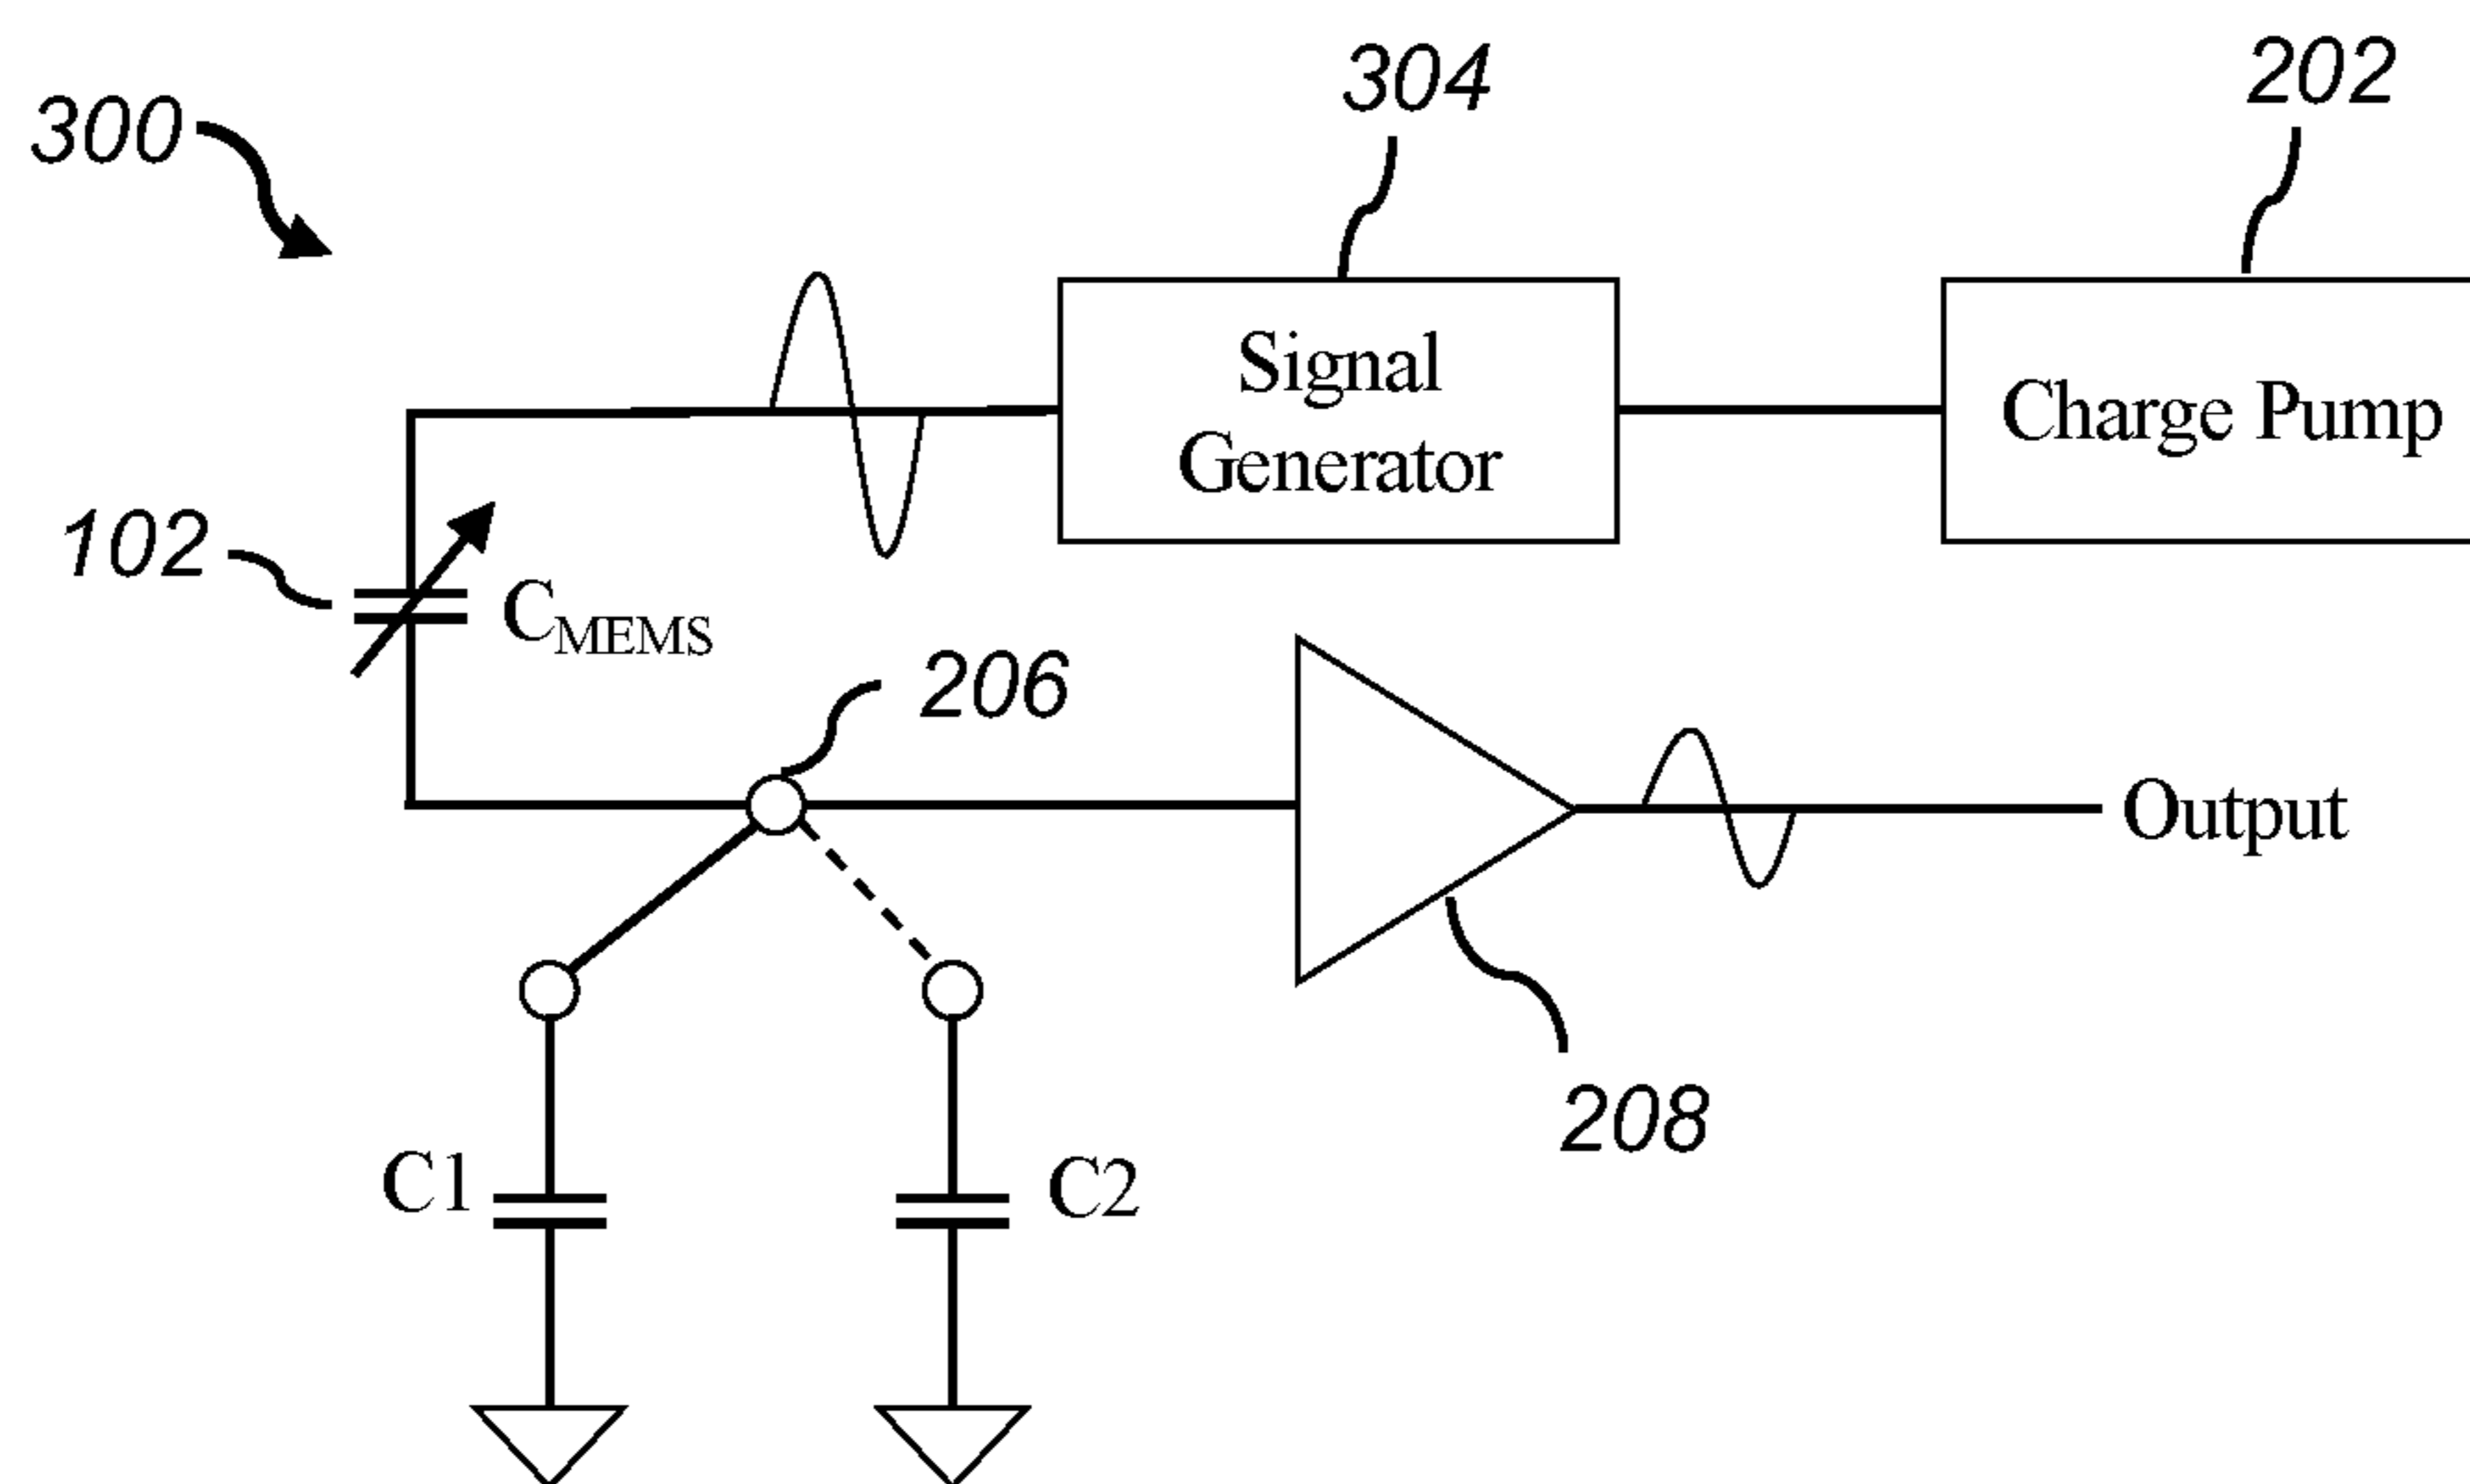 300
304
202
Signal
Generator
Charge Pump
102
CMEMS
206
Output
208
C1
C2